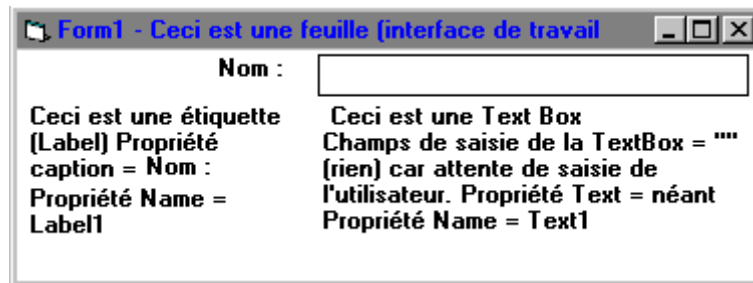 Form1 - Ceci est une feuille (interface de travail
Nom :
Ceci est une étiquette
(Label) Propriété
caption = Nom :
Propriété Name =
Label1
Ceci est une Text Box
Champs de saisie de la TextBox = """
(rien) car attente de saisie de
l'utilisateur. Propriété Text = néant
Propriété Name = Text1